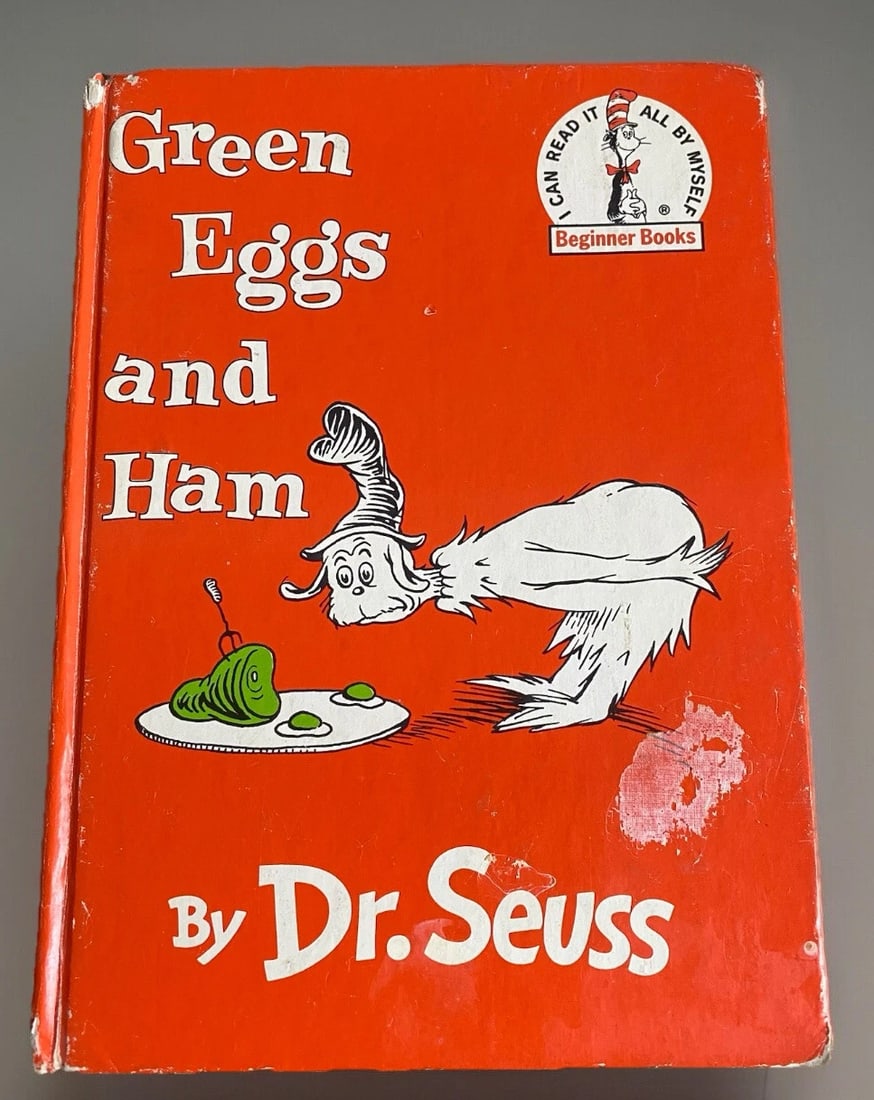 Green
Eggs
and
Ham
I CAN READ IT ALL BY MYSELF
®
Beginner Books
By Dr. Seuss